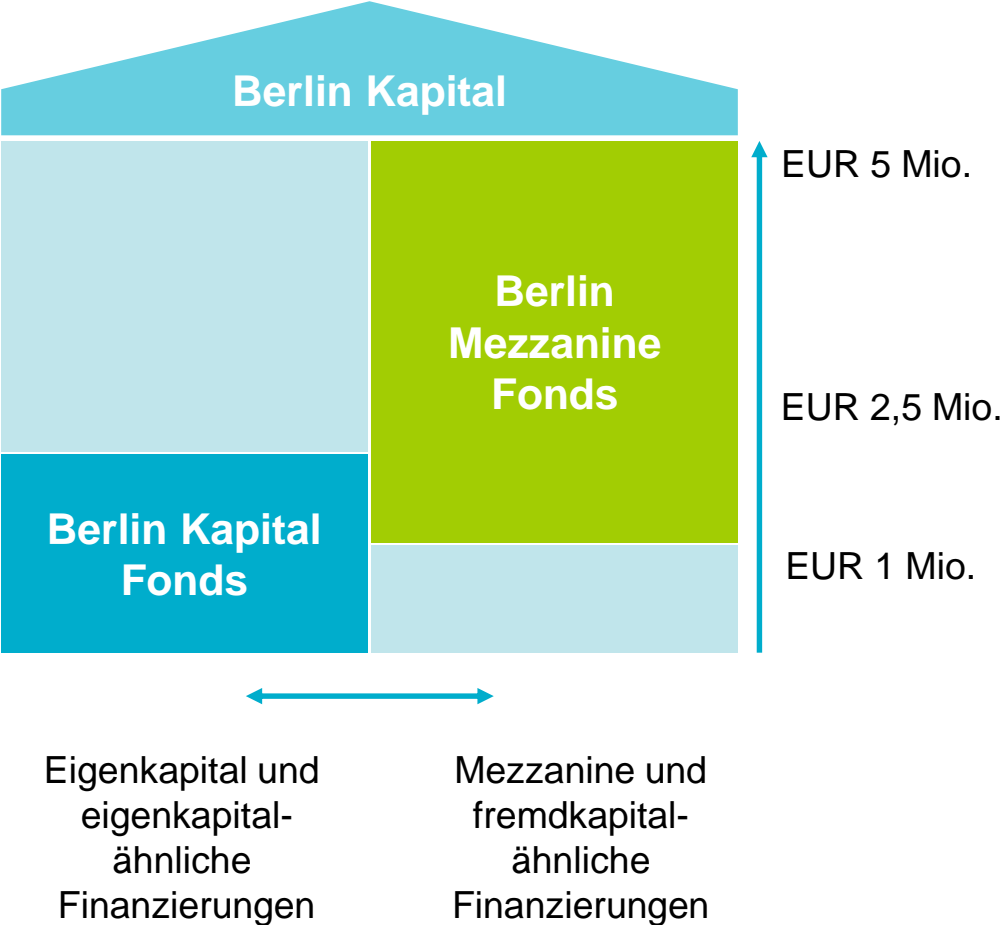 Berlin Kapital
EUR 5 Mio.
Berlin
Mezzanine
Fonds
EUR 2,5 Mio.
Berlin Kapital
Fonds
EUR 1 Mio.
Eigenkapital und
eigenkapital-
ähnliche
Finanzierungen
Mezzanine und
fremdkapital-
ähnliche
Finanzierungen